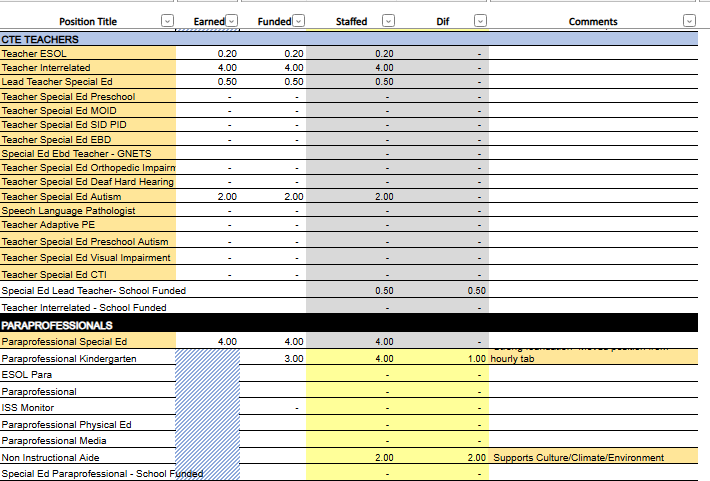 Position Title Earned Funded Staffed Dif Comments
CTE TEACHERS
Teacher ESOL 0.20 0.20 0.20 -
Teacher Interrelated 4.00 4.00 4.00 -
Lead Teacher Special Ed 0.50 0.50 0.50 -
Teacher Special Ed Preschool - - - -
Teacher Special Ed MOID - - - -
Teacher Special Ed SID PID - - - -
Teacher Special Ed EBD - - - -
Special Ed Ebd Teacher - GNETS - -
Teacher Special Ed Orthopedic Impairm - - - -
Teacher Special Ed Deaf Hard Hearing - - - -
Teacher Special Ed Autism 2.00 2.00 2.00 -
Speech Language Pathologist - - - -
Teacher Adaptive PE - - - -
Teacher Special Ed Preschool Autism - - - -
Teacher Special Ed Visual Impairment - - - -
Teacher Special Ed CTI - - - -
Special Ed Lead Teacher- School Funded 0.50 0.50
Teacher Interrelated - School Funded - -
PARAPROFESSIONALS
Paraprofessional Special Ed 4.00 4.00 4.00 -
Paraprofessional Kindergarten 3.00 4.00 1.00 hourly tab
ESOL Para - -
Paraprofessional - -
ISS Monitor - - -
Paraprofessional Physical Ed - -
Paraprofessional Media - -
Non Instructional Aide 2.00 2.00 Supports Culture/Climate/Environment
Special Ed Paraprofessional - School Funded - -